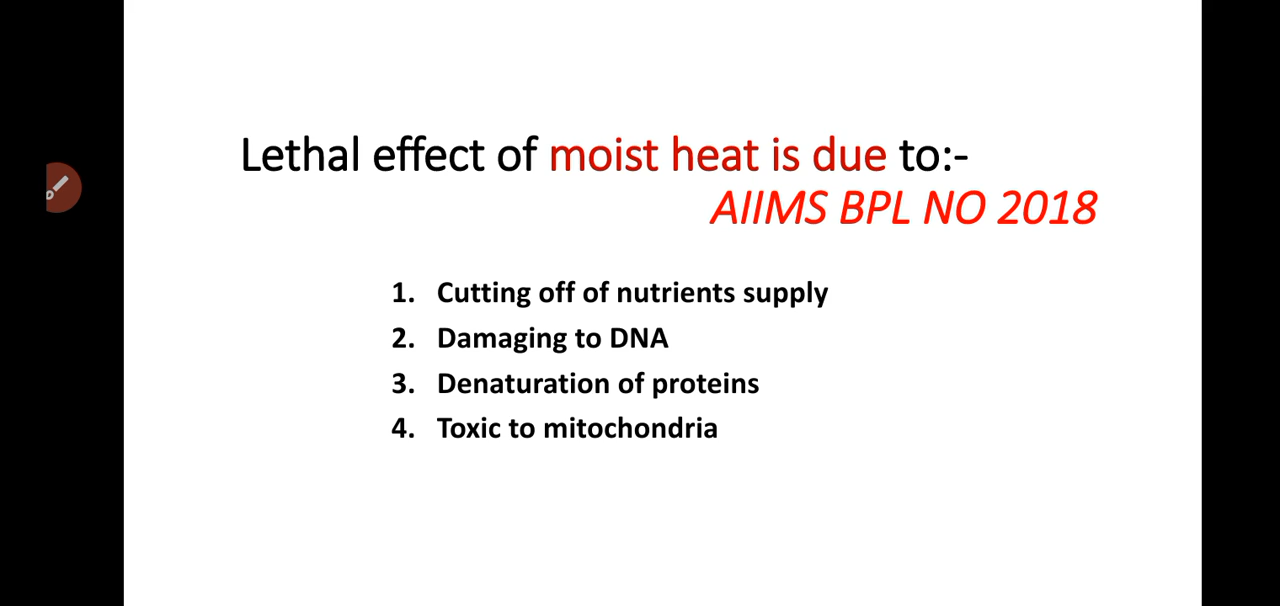 Lethal effect of moist heat is due to:-
AIIMS BPL NO 2018
1. Cutting off of nutrients supply
2. Damaging to DNA
3. Denaturation of proteins
4. Toxic to mitochondria